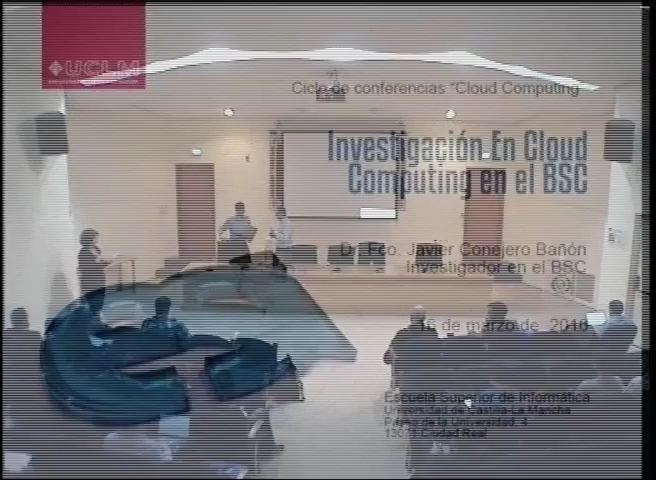 UCLM
Ciclo de conferencias "Cloud Computing"
Investigación En Cloud
Computing en el BSC
Dr. Fco. Javier Conejero Bañón
Investigador en el BSC
16 de marzo de 2016
Escuela Superior de Informática
Universidad de Castilla-La Mancha
Paseo de la Universidad, 4
13071 Ciudad Real